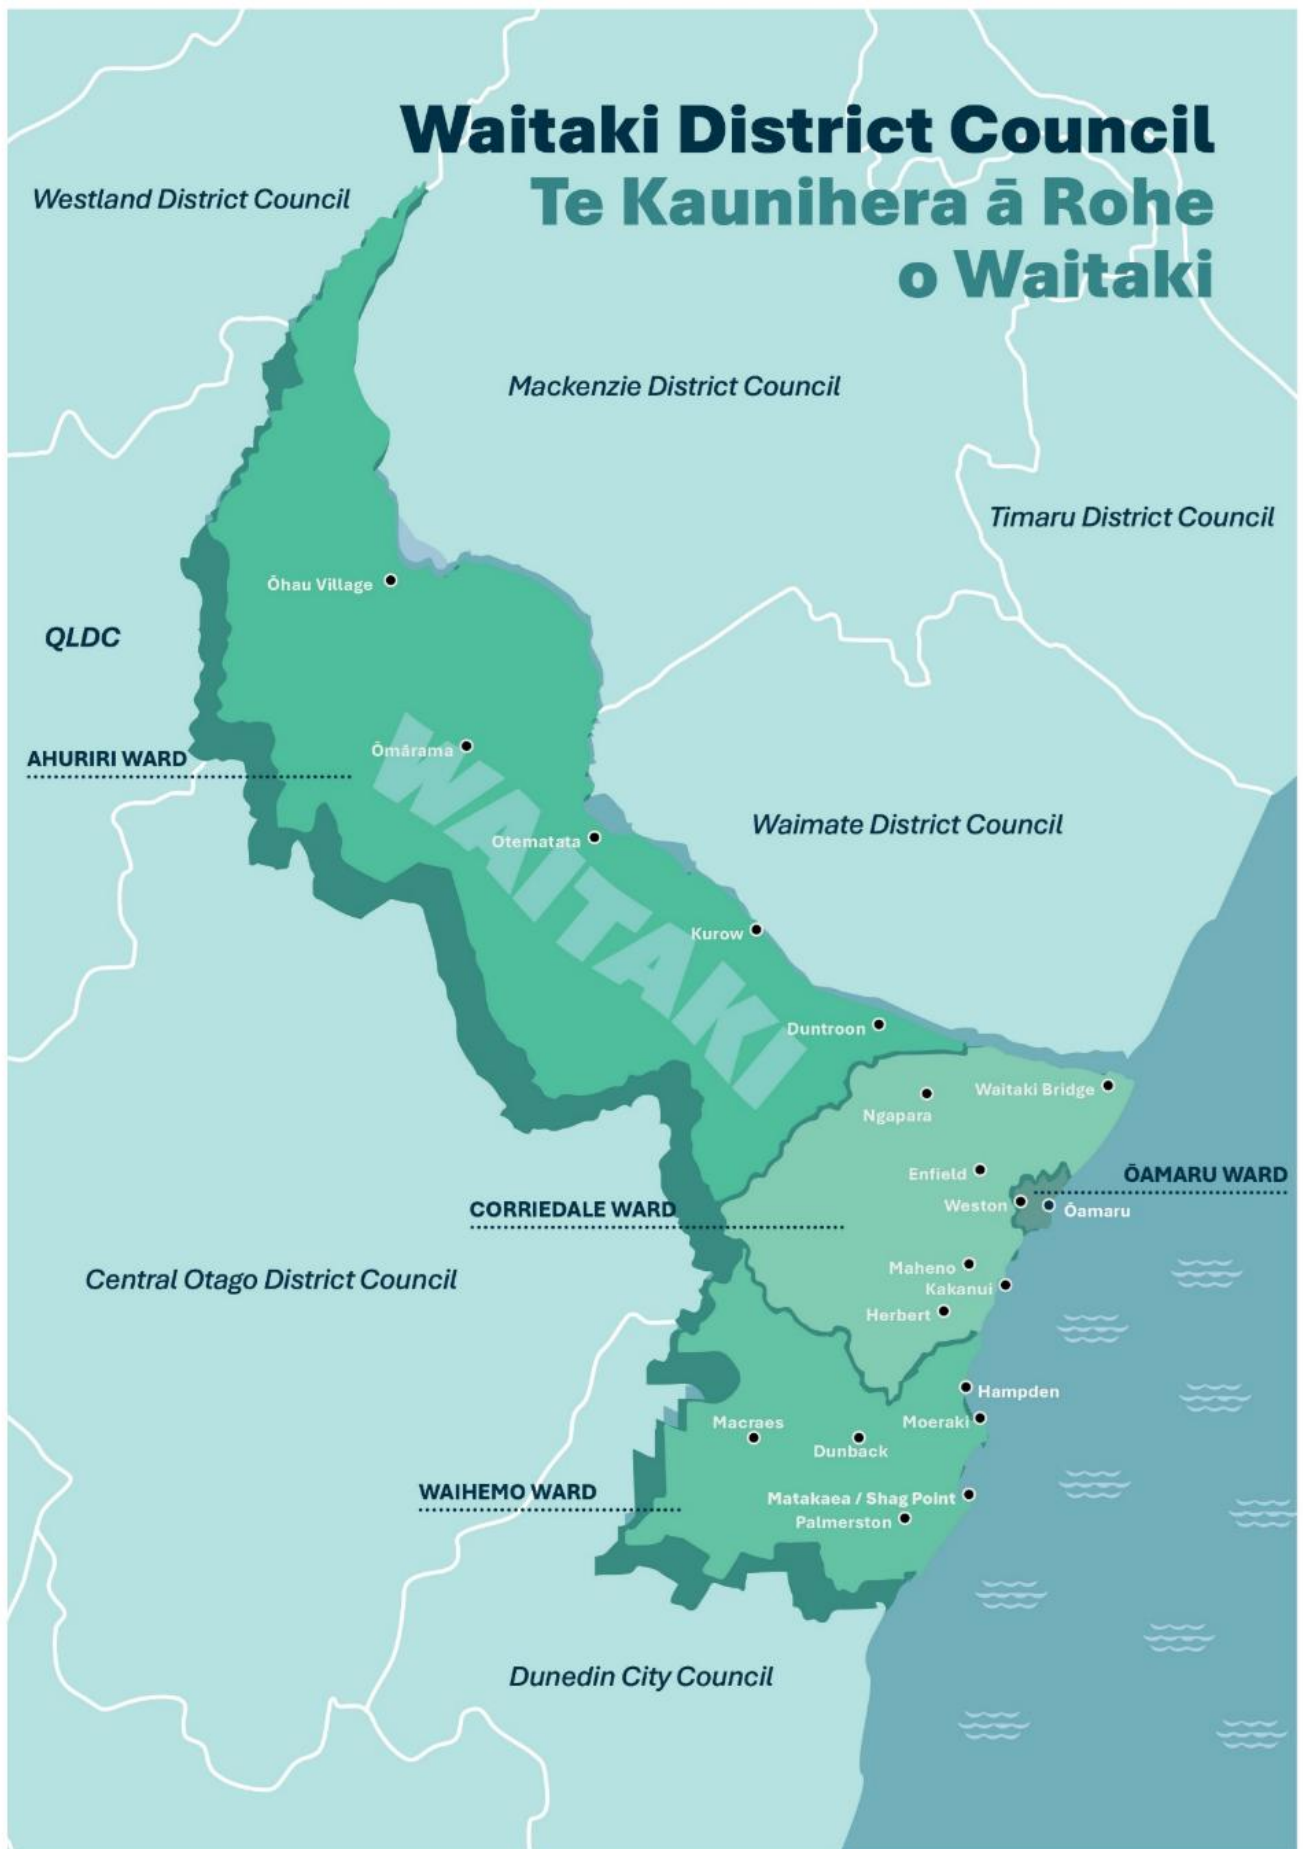 Waitaki District Council
Te Kaunihera ā Rohe
o Waitaki
Westland District Council
Mackenzie District Council
Timaru District Council
Ōhau Village
QLDC
AHURIRI WARD
Ōmārama
WAITAKI
Otematata
Waimate District Council
Kurow
Duntroon
Waitaki Bridge
Ngapara
Enfield
ŌAMARU WARD
Weston
Ōamaru
CORRIEDALE WARD
Maheno
Kakanui
Central Otago District Council
Herbert
Hampden
Moeraki
Macraes
Dunback
WAIHEMO WARD
Matakaea / Shag Point
Palmerston
Dunedin City Council